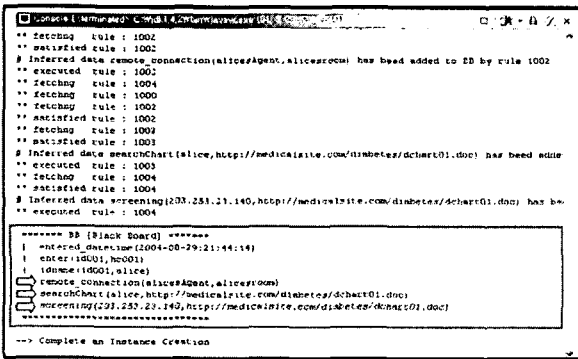 ** fetchng rule : 1002
** satisfied rule : 1002
# Inferred data remote_connection(alicesAgent,alicesroom) has bead added to BB by rule 1002
** executed rule : 1002
** fetchng rule : 1004
** fetchng rule : 1000
** fetchng rule : 1002
** satisfied rule : 1002
** fetchng rule : 1003
** satisfied rule : 1003
# Inferred data searchChart(alice,http://medicalsite.com/diabetes/dchart01.doc) has bead adde
** executed rule : 1003
** fetchng rule : 1004
** satisfied rule : 1004
# Inferred data screening(203.253.23.140,http://medicalsite.com/diabetes/dchart01.doc) has be
** executed rule : 1004
******* BB [Black Board] *******
| entered_datetime(2004-08-29:21:44:14)
| enter(id001,hc001)
| idname(id001,alice)
remote_connection(alicesAgent,alicesroom)
searchChart(alice,http://medicalsite.com/diabetes/dchart01.doc)
screening(203.253.23.140,http://medicalsite.com/diabetes/dchart01.doc)
--> Complete an Instance Creation